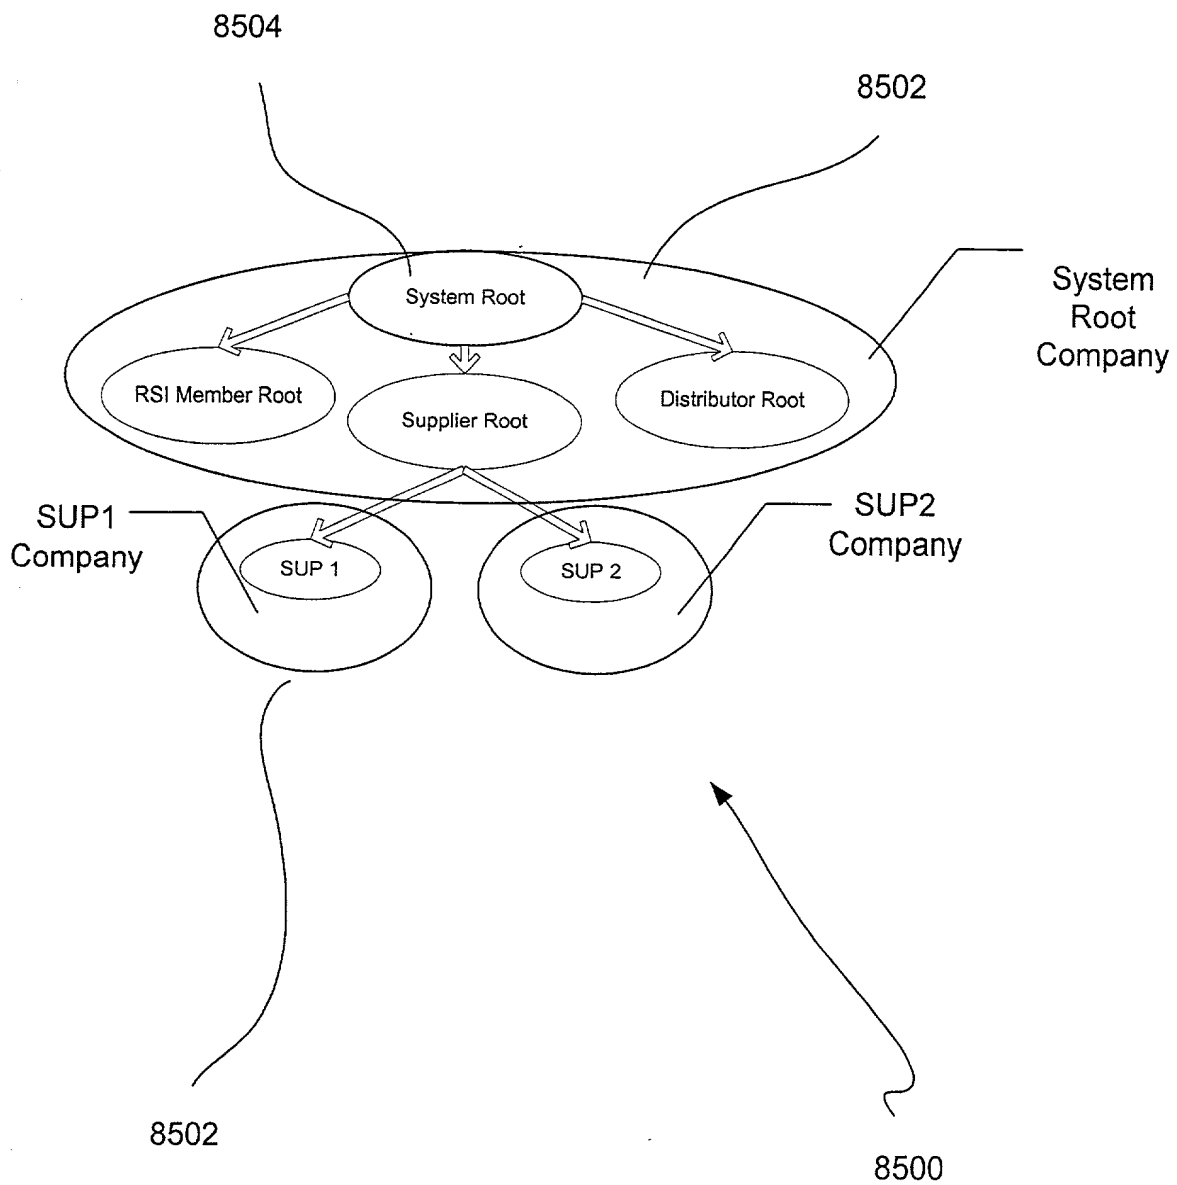 8504
8502
System Root
System
Root
Company
RSI Member Root
Supplier Root
Distributor Root
SUP1
Company
SUP2
Company
SUP 1
SUP 2
8502
8500